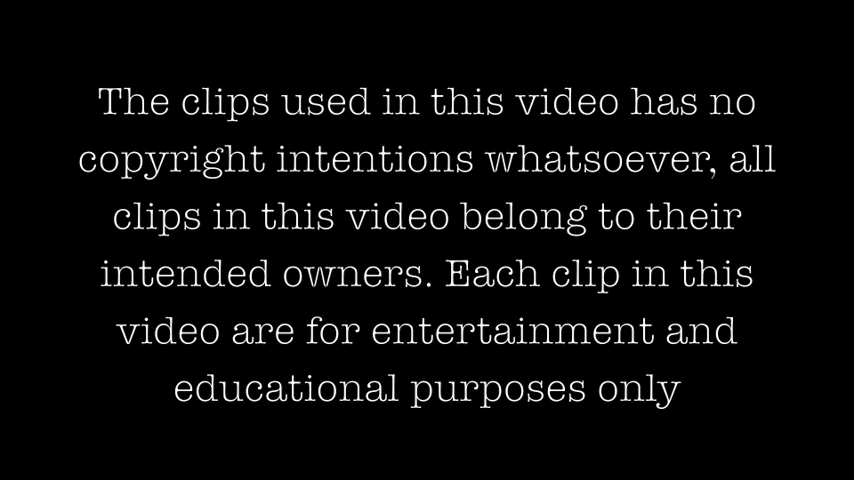 The clips used in this video has no
copyright intentions whatsoever, all
clips in this video belong to their
intended owners. Each clip in this
video are for entertainment and
educational purposes only